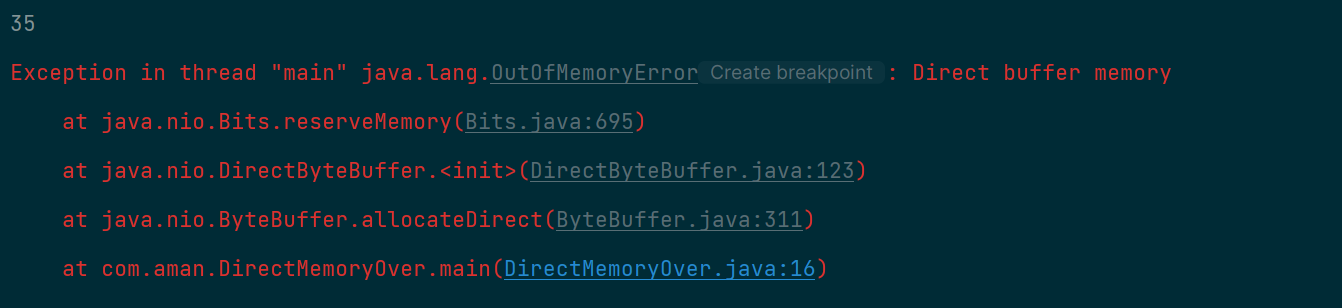 35
Exception in thread "main" java.lang.OutOfMemoryError Create breakpoint : Direct buffer memory
at java.nio.Bits.reserveMemory(Bits.java:695)
at java.nio.DirectByteBuffer.<init>(DirectByteBuffer.java:123)
at java.nio.ByteBuffer.allocateDirect(ByteBuffer.java:311)
at com.aman.DirectMemoryOver.main(DirectMemoryOver.java:16)